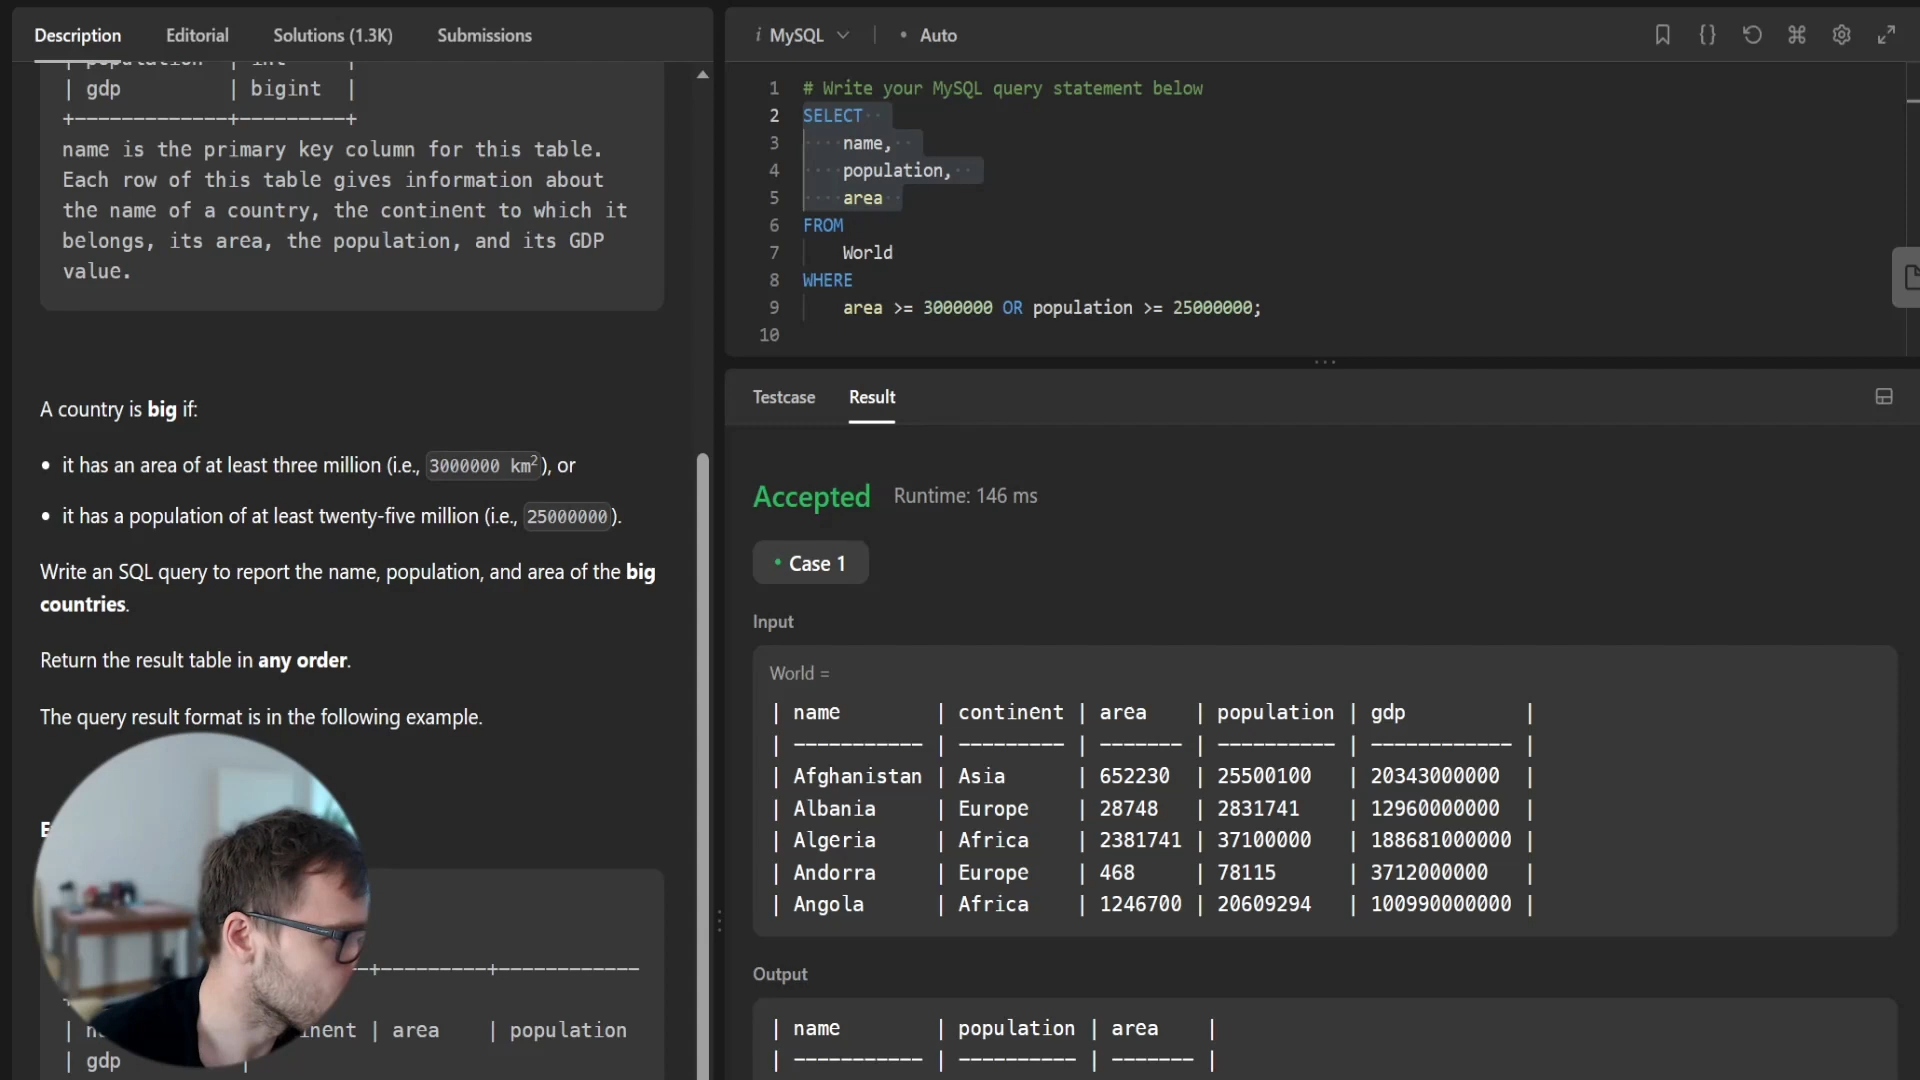 Description Editorial Solutions (1.3K) Submissions
| gdp | bigint |
+-------------+---------+
name is the primary key column for this table.
Each row of this table gives information about
the name of a country, the continent to which it
belongs, its area, the population, and its GDP
value.
A country is big if:
• it has an area of at least three million (i.e., 3000000 km²), or
• it has a population of at least twenty-five million (i.e., 25000000).
Write an SQL query to report the name, population, and area of the big
countries.
Return the result table in any order.
The query result format is in the following example.
E
-+---------+------------
inent | area | population
| gdp |
i MySQL • Auto
1 # Write your MySQL query statement below
2 SELECT
3 name,
4 population,
5 area
6 FROM
7 World
8 WHERE
9 area >= 3000000 OR population >= 25000000;
10
Testcase Result
Accepted Runtime: 146 ms
• Case 1
Input
World =
| name | continent | area | population | gdp |
| ----------- | --------- | ------- | ---------- | ------------ |
| Afghanistan | Asia | 652230 | 25500100 | 20343000000 |
| Albania | Europe | 28748 | 2831741 | 12960000000 |
| Algeria | Africa | 2381741 | 37100000 | 188681000000 |
| Andorra | Europe | 468 | 78115 | 3712000000 |
| Angola | Africa | 1246700 | 20609294 | 100990000000 |
Output
| name | population | area |
| ----------- | ---------- | ------- |